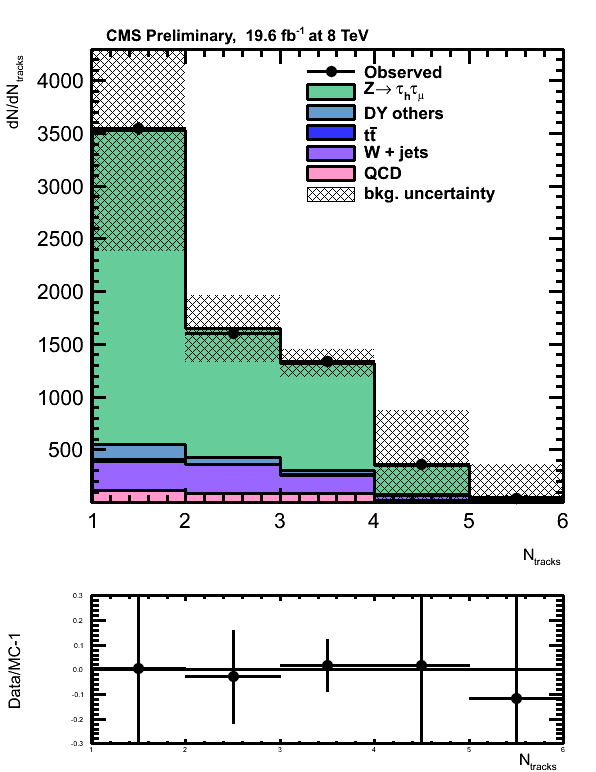 CMS Preliminary, 19.6 fb-1 at 8 TeV
dN/dNtracks
4000
3500
3000
2500
2000
1500
1000
500
Observed
Z→ τhτμ
DY others
tt̄
W + jets
QCD
bkg. uncertainty
1 2 3 4 5 6
Ntracks
Data/MC-1
0.3
0.2
0.1
0.0
-0.1
-0.2
-0.3
1 2 3 4 5 6
Ntracks